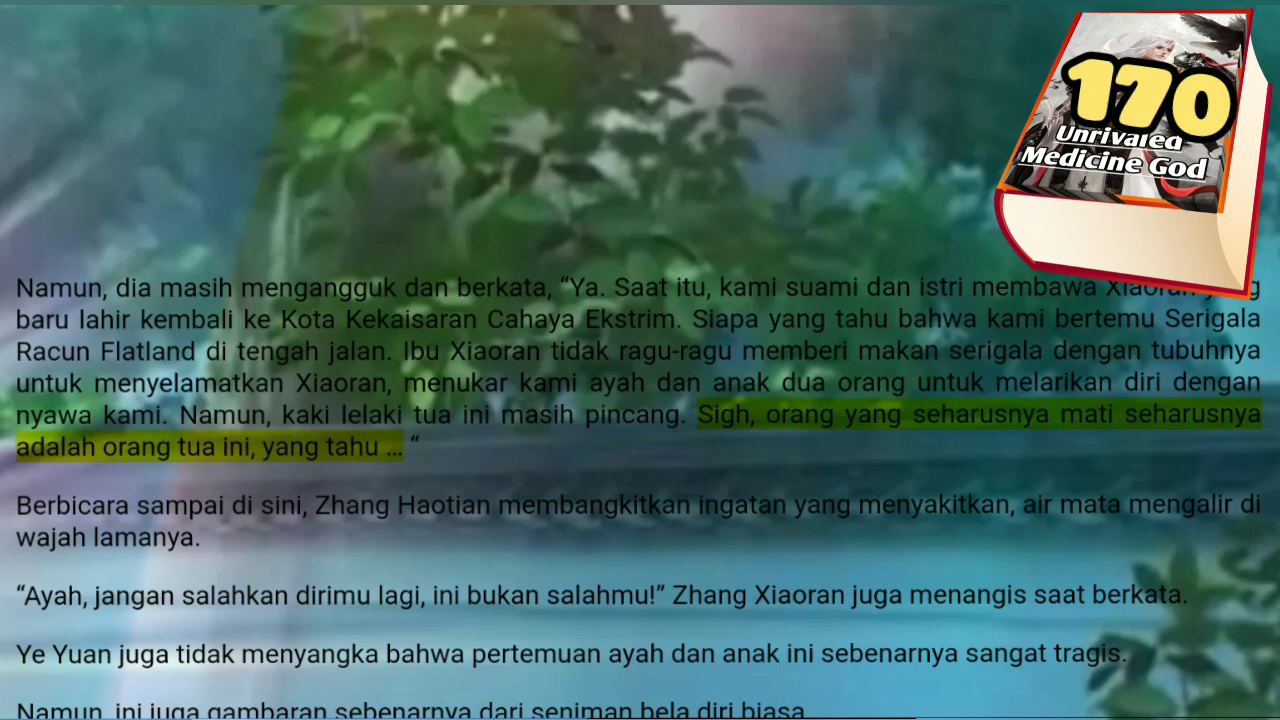 170
Unrivaled
Medicine God
Namun, dia masih mengangguk dan berkata, “Ya. Saat itu, kami suami dan istri membawa
baru lahir kembali ke Kota Kekaisaran Cahaya Ekstrim. Siapa yang tahu bahwa kami bertemu Serigala
Racun Flatland di tengah jalan. Ibu Xiaoran tidak ragu-ragu memberi makan serigala dengan tubuhnya
untuk menyelamatkan Xiaoran, menukar kami ayah dan anak dua orang untuk melarikan diri dengan
nyawa kami. Namun, kaki lelaki tua ini masih pincang. Sigh, orang yang seharusnya mati seharusnya
adalah orang tua ini, yang tahu … “
Berbicara sampai di sini, Zhang Haotian membangkitkan ingatan yang menyakitkan, air mata mengalir di
wajah lamanya.
“Ayah, jangan salahkan dirimu lagi, ini bukan salahmu!” Zhang Xiaoran juga menangis saat berkata.
Ye Yuan juga tidak menyangka bahwa pertemuan ayah dan anak ini sebenarnya sangat tragis.
Namun, ini juga gambaran sebenarnya dari seniman bela diri biasa.